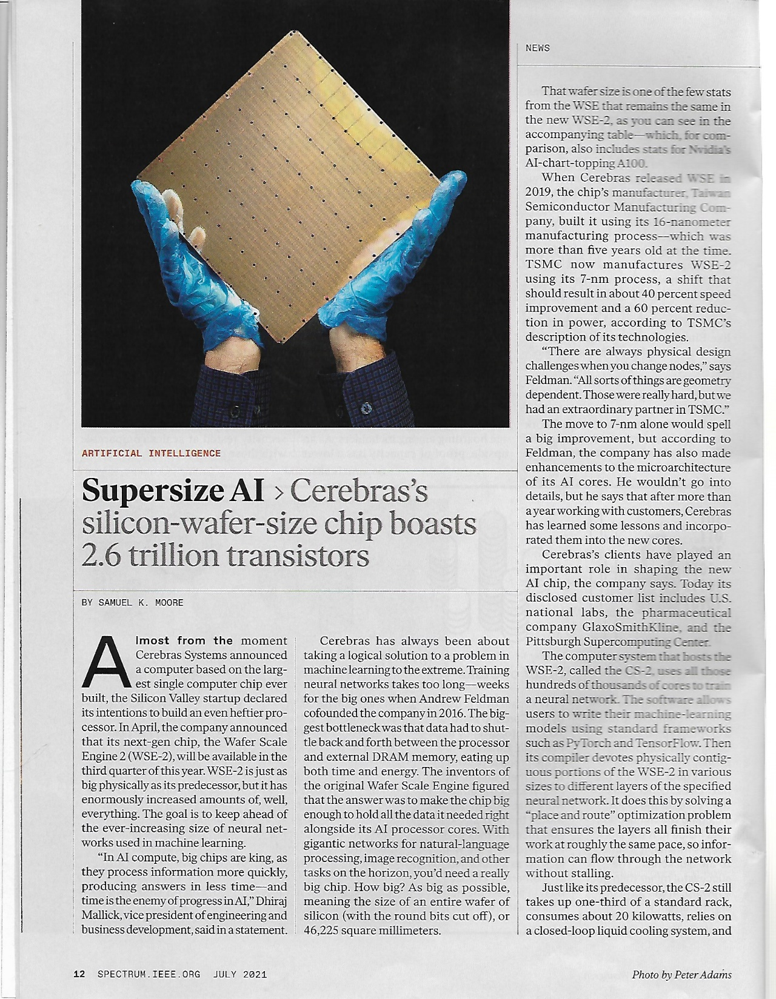 NEWS
ARTIFICIAL INTELLIGENCE
Supersize AI > Cerebras's
silicon-wafer-size chip boasts
2.6 trillion transistors
BY SAMUEL K. MOORE
Almost from the moment
Cerebras Systems announced
a computer based on the larg-
est single computer chip ever
built, the Silicon Valley startup declared
its intentions to build an even heftier pro-
cessor. In April, the company announced
that its next-gen chip, the Wafer Scale
Engine 2 (WSE-2), will be available in the
third quarter of this year. WSE-2 is just as
big physically as its predecessor, but it has
enormously increased amounts of, well,
everything. The goal is to keep ahead of
the ever-increasing size of neural net-
works used in machine learning.
"In AI compute, big chips are king, as
they process information more quickly,
producing answers in less time—and
time is the enemy of progress in AI," Dhiraj
Mallick, vice president of engineering and
business development, said in a statement.
Cerebras has always been about
taking a logical solution to a problem in
machine learning to the extreme. Training
neural networks takes too long—weeks
for the big ones when Andrew Feldman
cofounded the company in 2016. The big-
gest bottleneck was that data had to shut-
tle back and forth between the processor
and external DRAM memory, eating up
both time and energy. The inventors of
the original Wafer Scale Engine figured
that the answer was to make the chip big
enough to hold all the data it needed right
alongside its AI processor cores. With
gigantic networks for natural-language
processing, image recognition, and other
tasks on the horizon, you'd need a really
big chip. How big? As big as possible,
meaning the size of an entire wafer of
silicon (with the round bits cut off), or
46,225 square millimeters.
That wafer size is one of the few stats
from the WSE that remains the same in
the new WSE-2, as you can see in the
accompanying table—which, for com-
parison, also includes stats for Nvidia's
AI-chart-topping A100.
When Cerebras released WSE in
2019, the chip's manufacturer, Taiwan
Semiconductor Manufacturing Com-
pany, built it using its 16-nanometer
manufacturing process—which was
more than five years old at the time.
TSMC now manufactures WSE-2
using its 7-nm process, a shift that
should result in about 40 percent speed
improvement and a 60 percent reduc-
tion in power, according to TSMC's
description of its technologies.
"There are always physical design
challenges when you change nodes," says
Feldman. "All sorts of things are geometry
dependent. Those were really hard, but we
had an extraordinary partner in TSMC."
The move to 7-nm alone would spell
a big improvement, but according to
Feldman, the company has also made
enhancements to the microarchitecture
of its AI cores. He wouldn't go into
details, but he says that after more than
a year working with customers, Cerebras
has learned some lessons and incorpo-
rated them into the new cores.
Cerebras's clients have played an
important role in shaping the new
AI chip, the company says. Today its
disclosed customer list includes U.S.
national labs, the pharmaceutical
company GlaxoSmithKline, and the
Pittsburgh Supercomputing Center.
The computer system that hosts the
WSE-2, called the CS-2, uses all those
hundreds of thousands of cores to train
a neural network. The software allows
users to write their machine-learning
models using standard frameworks
such as PyTorch and TensorFlow. Then
its compiler devotes physically contig-
uous portions of the WSE-2 in various
sizes to different layers of the specified
neural network. It does this by solving a
"place and route" optimization problem
that ensures the layers all finish their
work at roughly the same pace, so infor-
mation can flow through the network
without stalling.
Just like its predecessor, the CS-2 still
takes up one-third of a standard rack,
consumes about 20 kilowatts, relies on
a closed-loop liquid cooling system, and
12 SPECTRUM.IEEE.ORG JULY 2021
Photo by Peter Adams